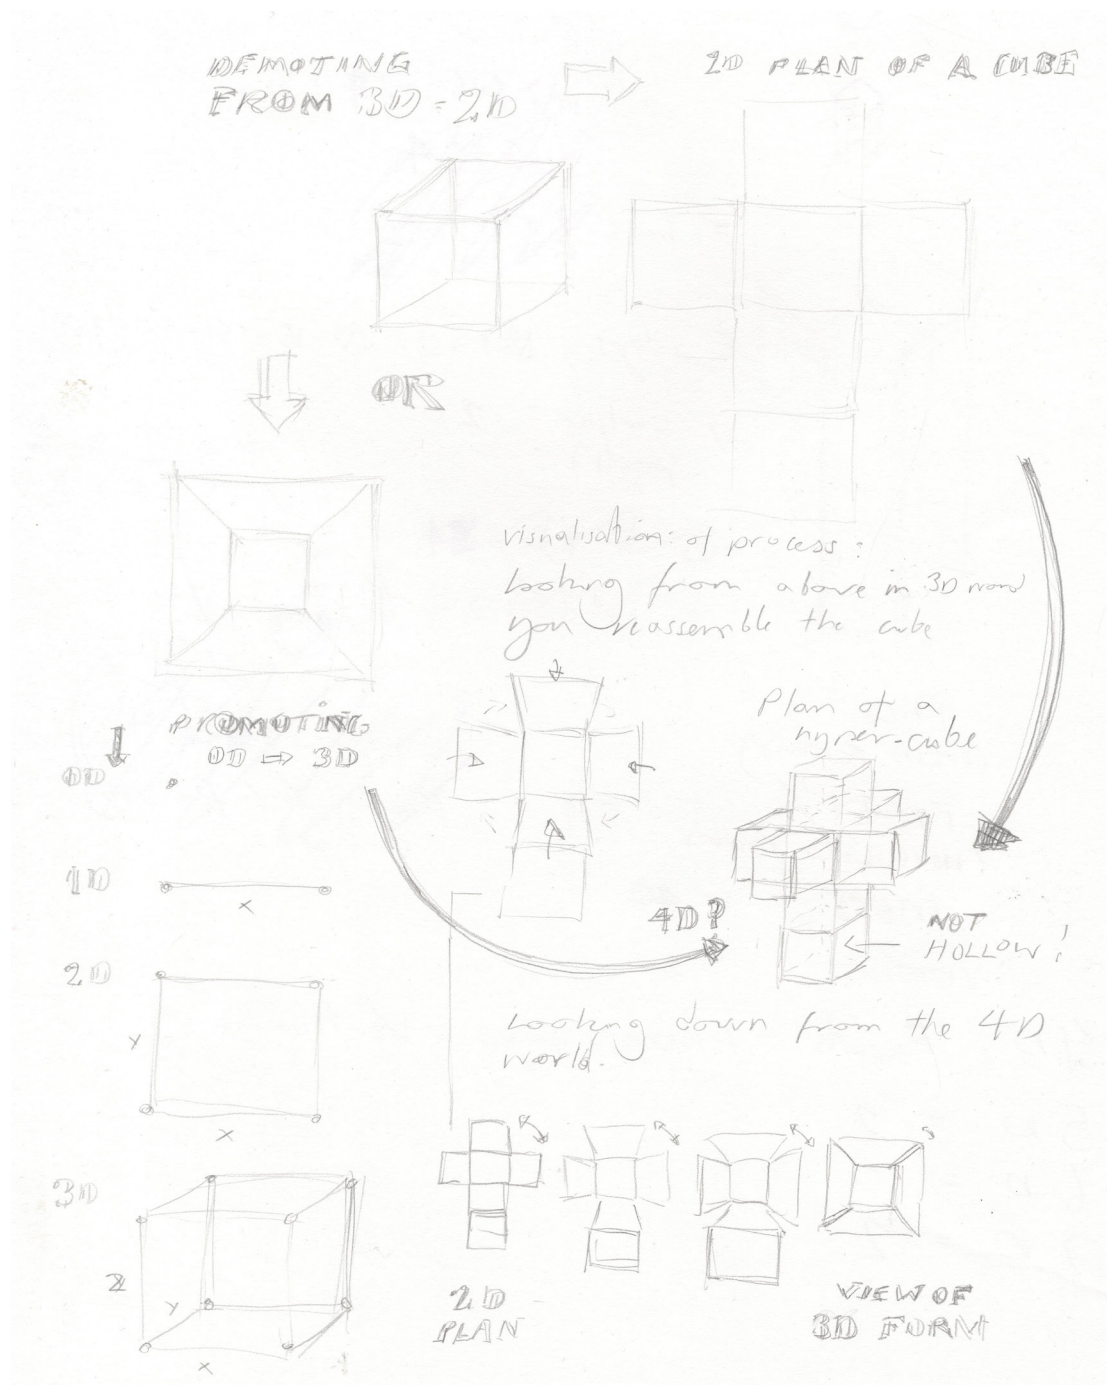 DEMOTING
FROM 3D = 2D
2D PLAN OF A CUBE
OR
visualisation: of process:
Looking from above in 3D now
you reassemble the cube
PROMOTING
0D ⇒ 3D
Plan of a
hyper-cube
0D
1D
x
4D?
NOT
HOLLOW!
2D
y
x
Looking down from the 4D
world.
3D
z
y
x
2D
PLAN
VIEW OF
3D FORM